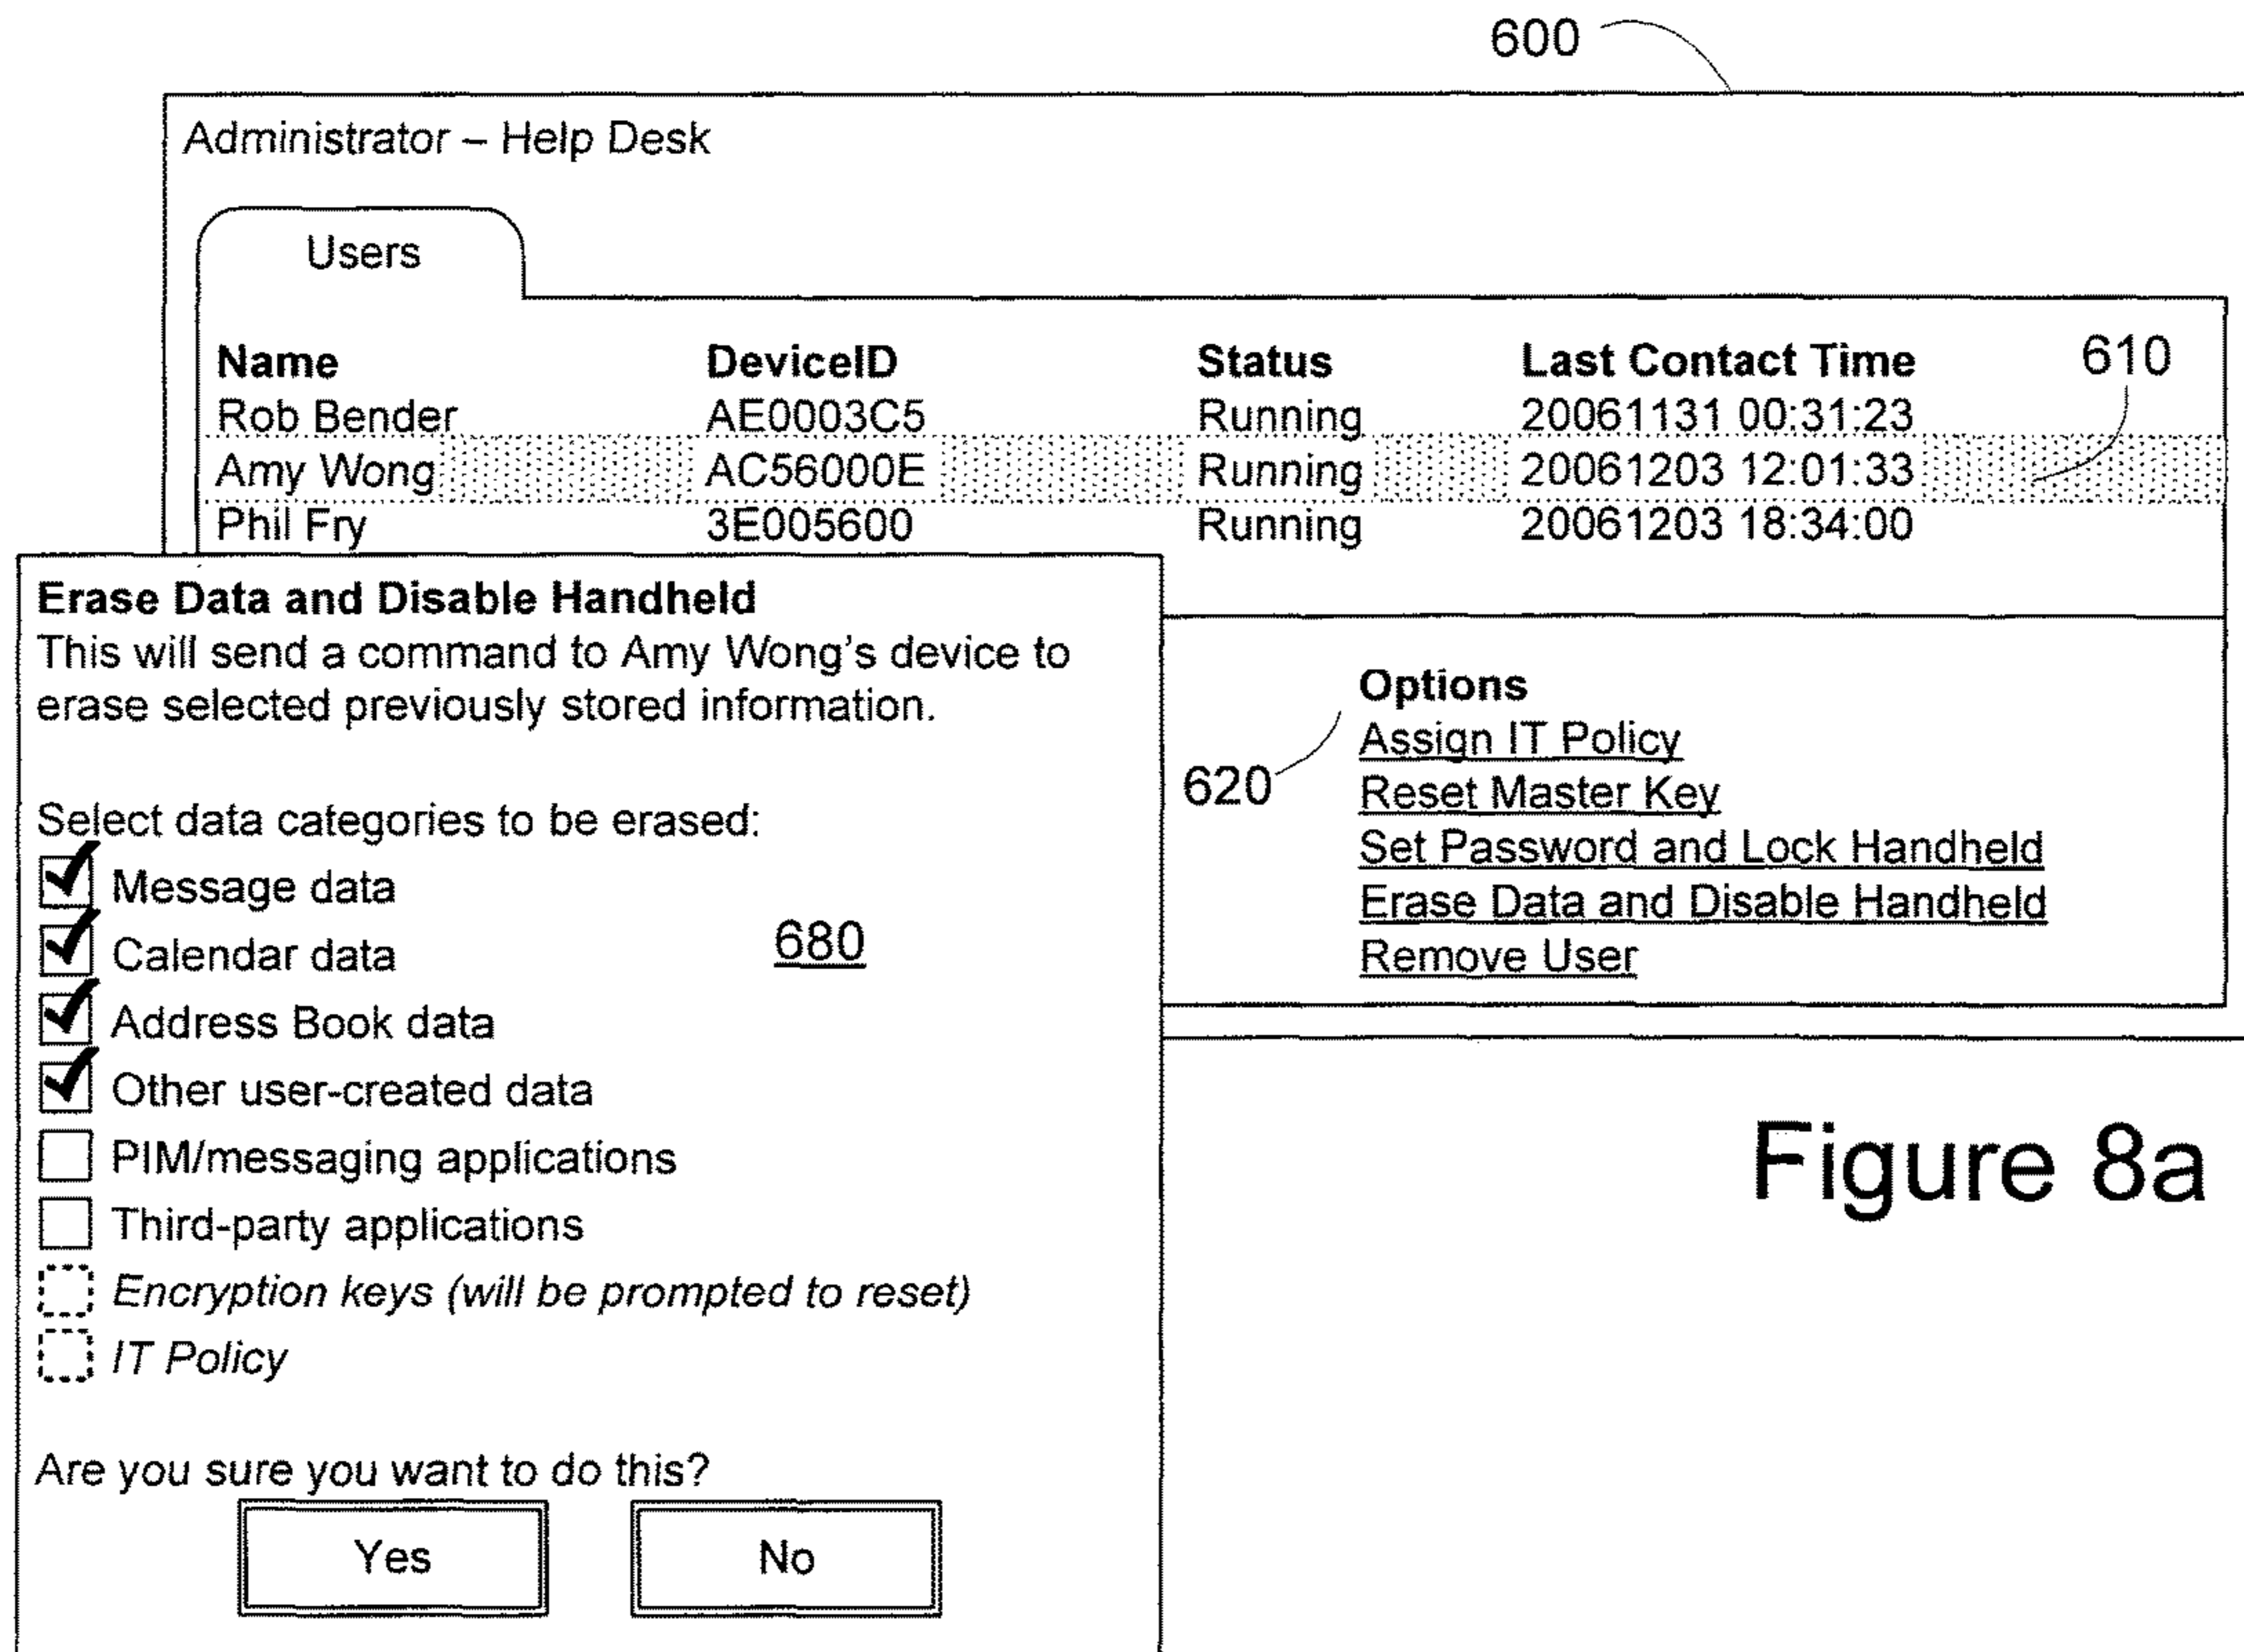 600
Administrator – Help Desk
Users
Name DeviceID Status Last Contact Time 610
Rob Bender AE0003C5 Running 20061131 00:31:23
Amy Wong AC56000E Running 20061203 12:01:33
Phil Fry 3E005600 Running 20061203 18:34:00
Erase Data and Disable Handheld
This will send a command to Amy Wong's device to
erase selected previously stored information.
Select data categories to be erased:
Message data
Calendar data
680
Address Book data
Other user-created data
PIM/messaging applications
Third-party applications
Encryption keys (will be prompted to reset)
IT Policy
Are you sure you want to do this?
Yes No
620
Options
Assign IT Policy
Reset Master Key
Set Password and Lock Handheld
Erase Data and Disable Handheld
Remove User
Figure 8a